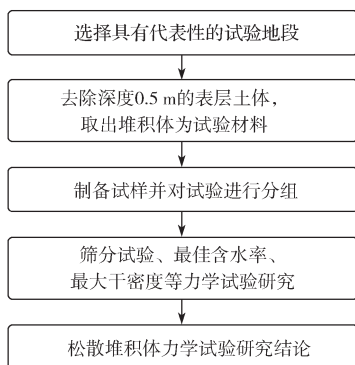 选择具有代表性的试验地段
去除深度0.5 m的表层土体，
取出堆积体为试验材料
制备试样并对试验进行分组
筛分试验、最佳含水率、
最大干密度等力学试验研究
松散堆积体力学试验研究结论